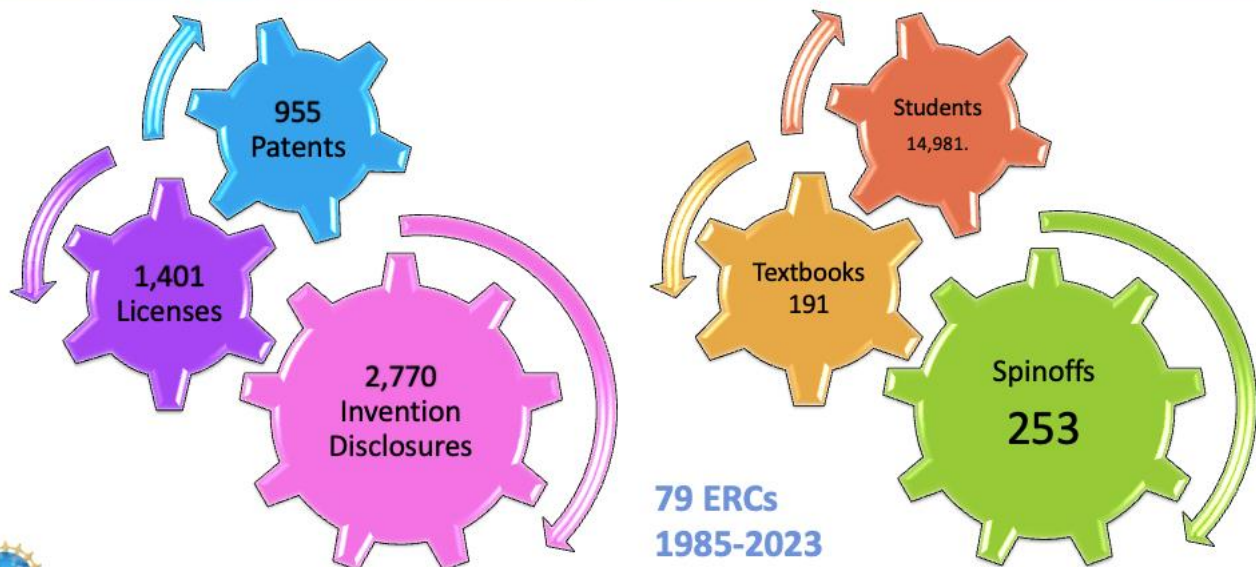 955
Patents
1,401
Licenses
2,770
Invention
Disclosures
Students
14,981.
Textbooks
191
Spinoffs
253
79 ERCs
1985-2023